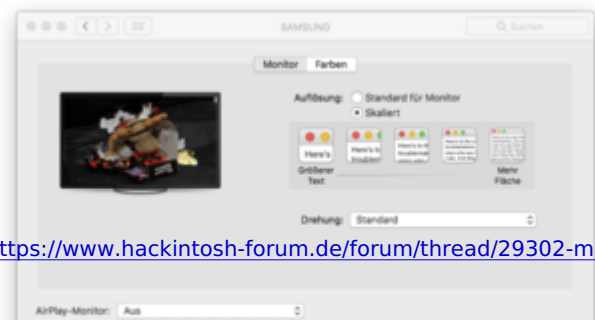 SAMSUNG
Suchen
Monitor Farben
Auflösung: Standard für Monitor
Skaliert
Here's
Größerer Text
Mehr Fläche
Drehung: Standard
ttps://www.hackintosh-forum.de/forum/thread/29302-m
AirPlay-Monitor: Aus